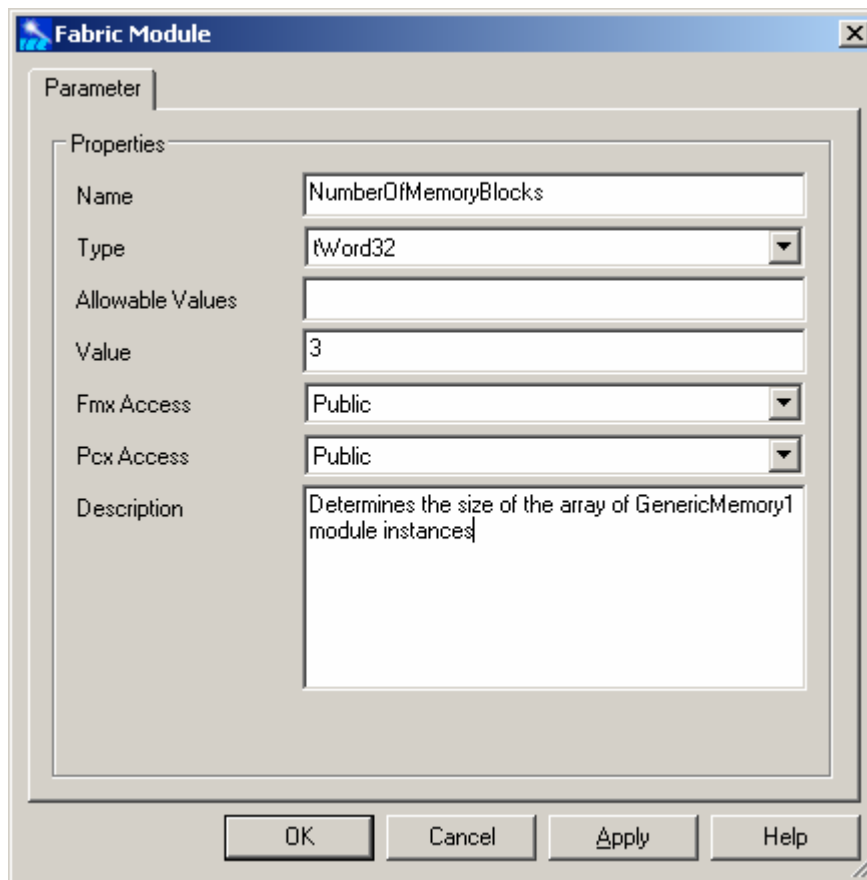 Fabric Module
Parameter
Properties
Name NumberOfMemoryBlocks
Type tWord32
Allowable Values
Value 3
Fmx Access Public
Pcx Access Public
Description Determines the size of the array of GenericMemory1
module instances
OK Cancel Apply Help